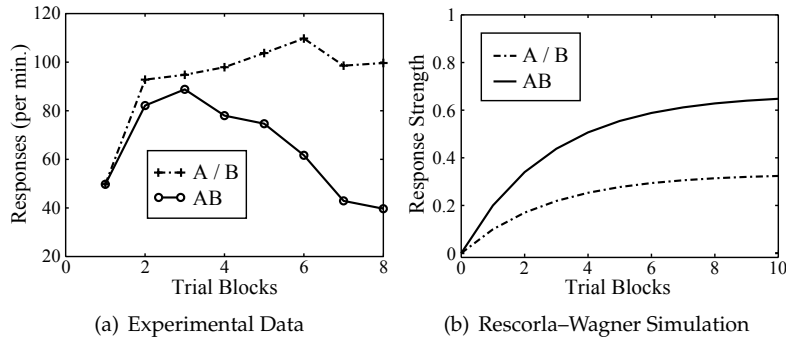 Responses (per min.)
120
100
80
60
40
20
0
2
4
6
8
Trial Blocks
A / B
AB
(a) Experimental Data
Response Strength
1
0.8
0.6
0.4
0.2
0
0
2
4
6
8
10
Trial Blocks
A / B
AB
(b) Rescorla–Wagner Simulation